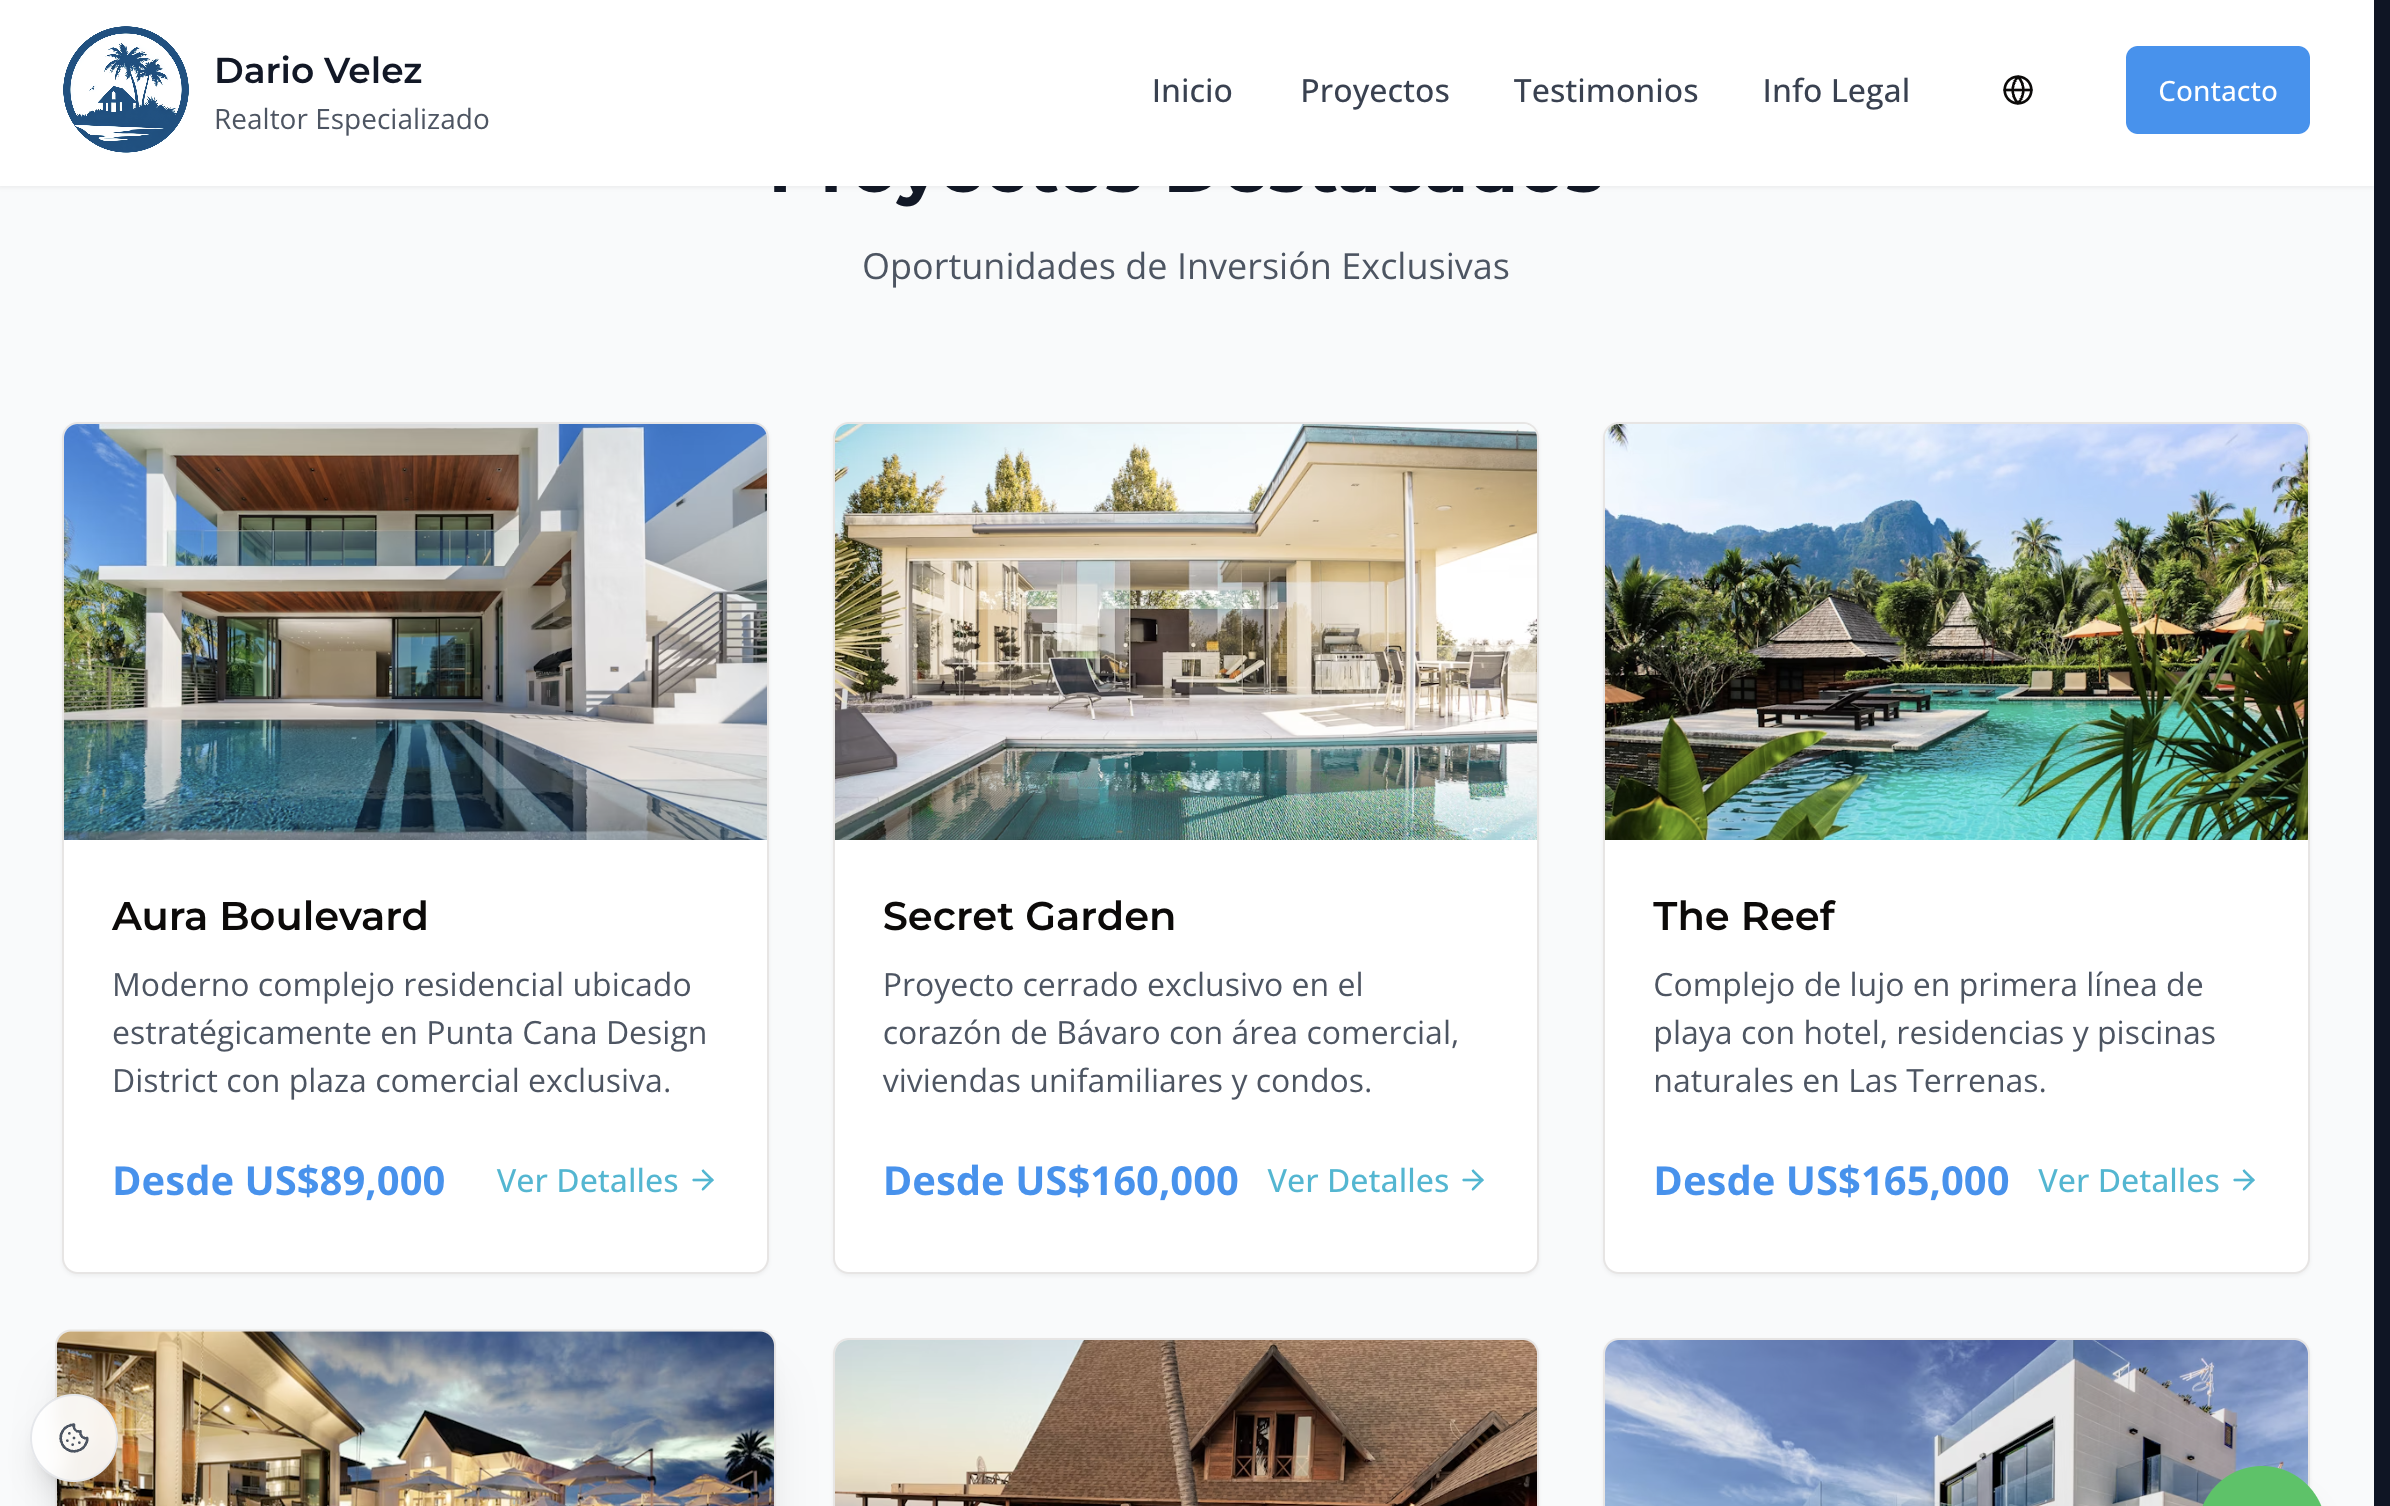 Dario Velez
Realtor Especializado
Inicio
Proyectos
Testimonios
Info Legal
Contacto
Proyectos Destacados
Oportunidades de Inversión Exclusivas
Aura Boulevard
Moderno complejo residencial ubicado
estratégicamente en Punta Cana Design
District con plaza comercial exclusiva.
Desde US$89,000
Ver Detalles →
Secret Garden
Proyecto cerrado exclusivo en el
corazón de Bávaro con área comercial,
viviendas unifamiliares y condos.
Desde US$160,000
Ver Detalles →
The Reef
Complejo de lujo en primera línea de
playa con hotel, residencias y piscinas
naturales en Las Terrenas.
Desde US$165,000
Ver Detalles →